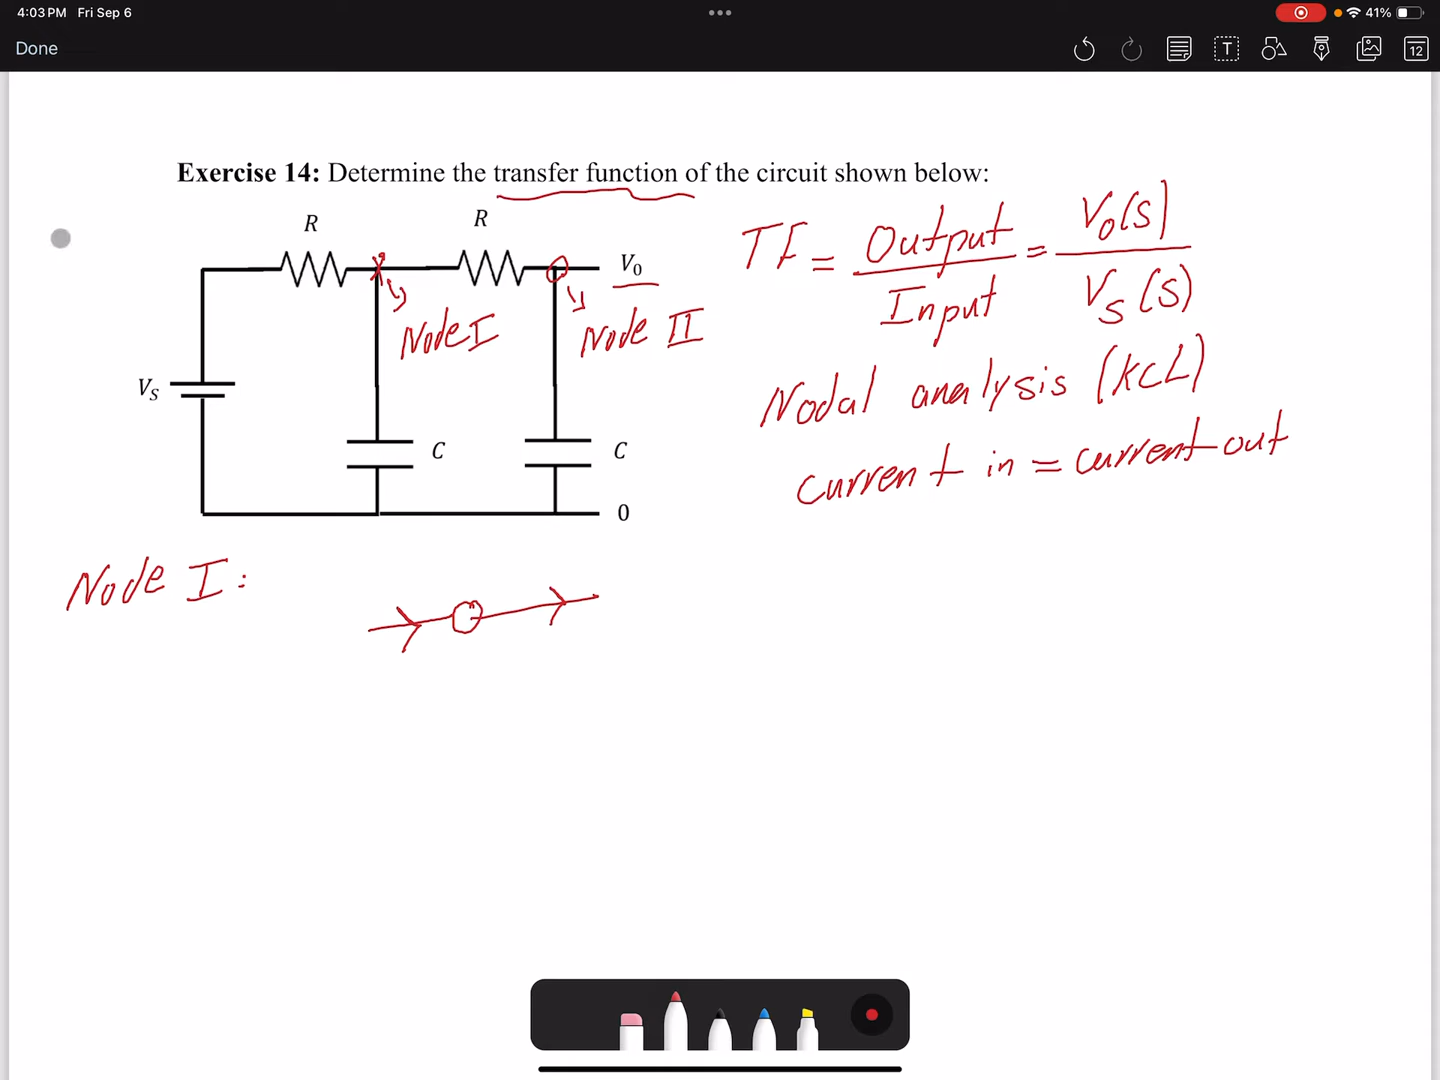 4:03 PM Fri Sep 6
41%
Done
T
12
Exercise 14: Determine the transfer function of the circuit shown below:
R
R
V0
Node I
Node II
VS
C
C
0
TF = Output / Input = Vo(s) / Vs(s)
Nodal analysis (KCL)
current in = current out
Node I: